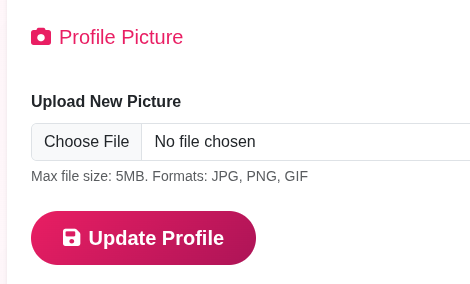 Profile Picture
Upload New Picture
Choose File No file chosen
Max file size: 5MB. Formats: JPG, PNG, GIF
Update Profile